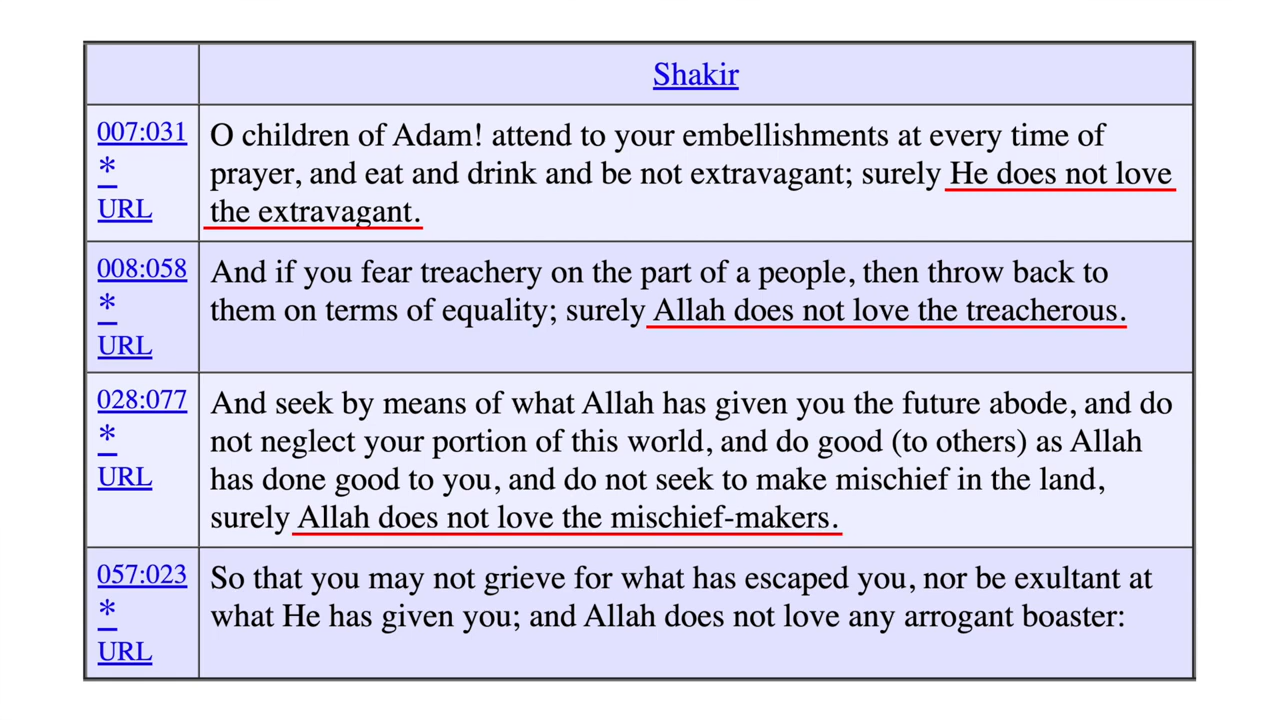 Shakir
007:031
*
URL
O children of Adam! attend to your embellishments at every time of
prayer, and eat and drink and be not extravagant; surely He does not love
the extravagant.
008:058
*
URL
And if you fear treachery on the part of a people, then throw back to
them on terms of equality; surely Allah does not love the treacherous.
028:077
*
URL
And seek by means of what Allah has given you the future abode, and do
not neglect your portion of this world, and do good (to others) as Allah
has done good to you, and do not seek to make mischief in the land,
surely Allah does not love the mischief-makers.
057:023
*
URL
So that you may not grieve for what has escaped you, nor be exultant at
what He has given you; and Allah does not love any arrogant boaster: